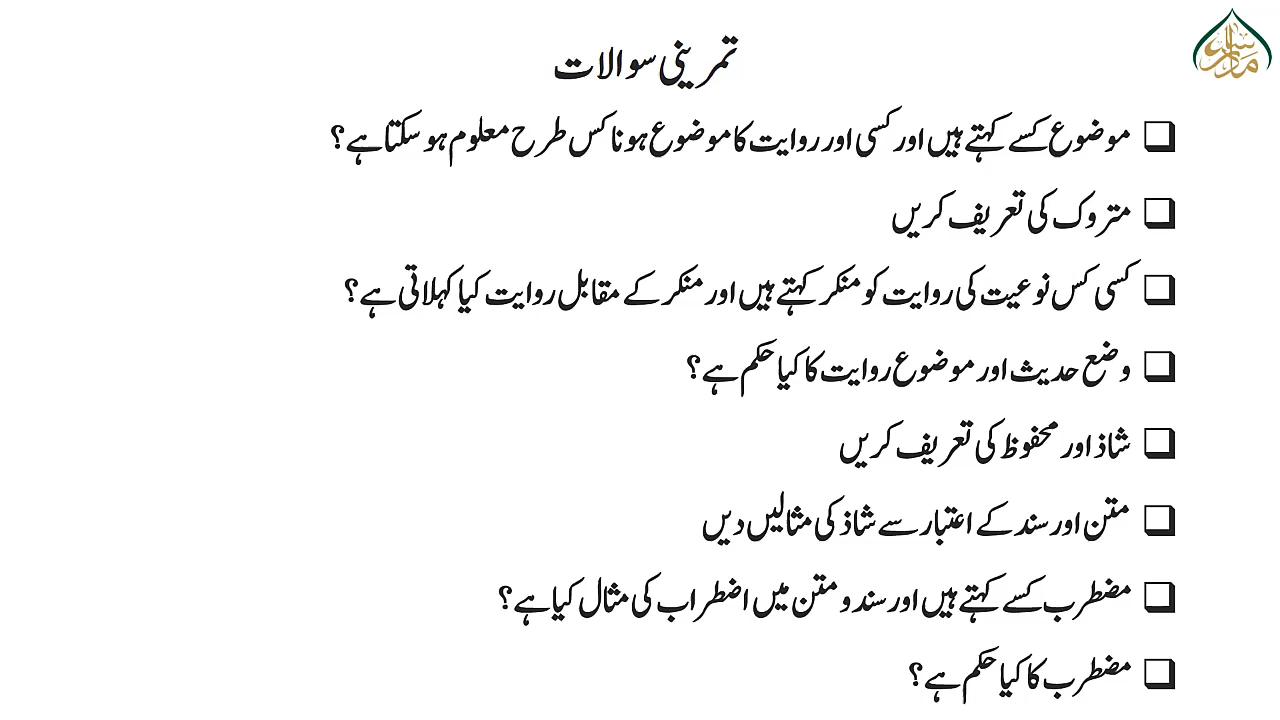 تمرینی سوالات
موضوع کسے کہتے ہیں اور کسی اور روایت کا موضوع ہونا کس طرح معلوم ہو سکتا ہے؟
متروک کی تعریف کریں
کسی کس نوعیت کی روایت کو منکر کہتے ہیں اور منکر کے مقابل روایت کیا کہلاتی ہے؟
وضع حدیث اور موضوع روایت کا کیا حکم ہے؟
شاذ اور محفوظ کی تعریف کریں
متن اور سند کے اعتبار سے شاذ کی مثالیں دیں
مضطرب کسے کہتے ہیں اور سند و متن میں اضطراب کی مثال کیا ہے؟
مضطرب کا کیا حکم ہے؟